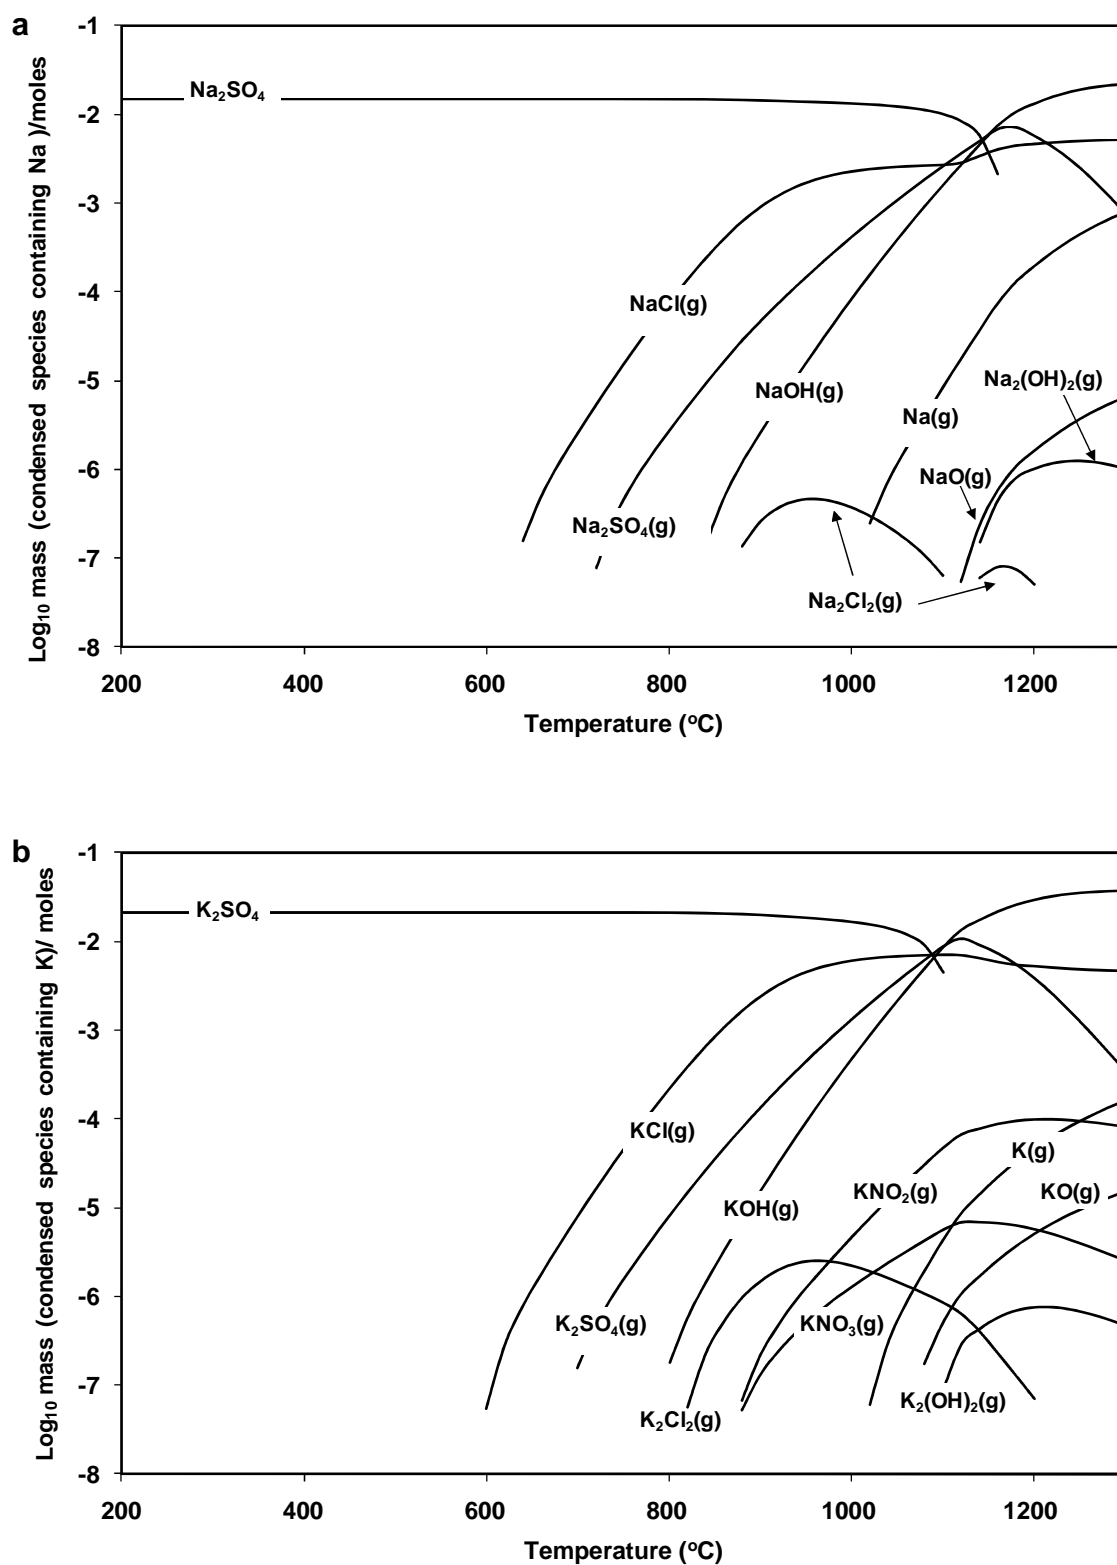 a
Log₁₀ mass (condensed species containing Na )/moles
-1
-2
-3
-4
-5
-6
-7
-8
Na₂SO₄
NaCl(g)
Na₂(OH)₂(g)
NaOH(g)
Na(g)
NaO(g)
Na₂SO₄(g)
Na₂Cl₂(g)
200 400 600 800 1000 1200
Temperature (°C)
b
Log₁₀ mass (condensed species containing K)/ moles
-1
-2
-3
-4
-5
-6
-7
-8
K₂SO₄
KCl(g)
K(g)
KNO₂(g)
KO(g)
KOH(g)
K₂SO₄(g)
KNO₃(g)
K₂Cl₂(g)
K₂(OH)₂(g)
200 400 600 800 1000 1200
Temperature (°C)